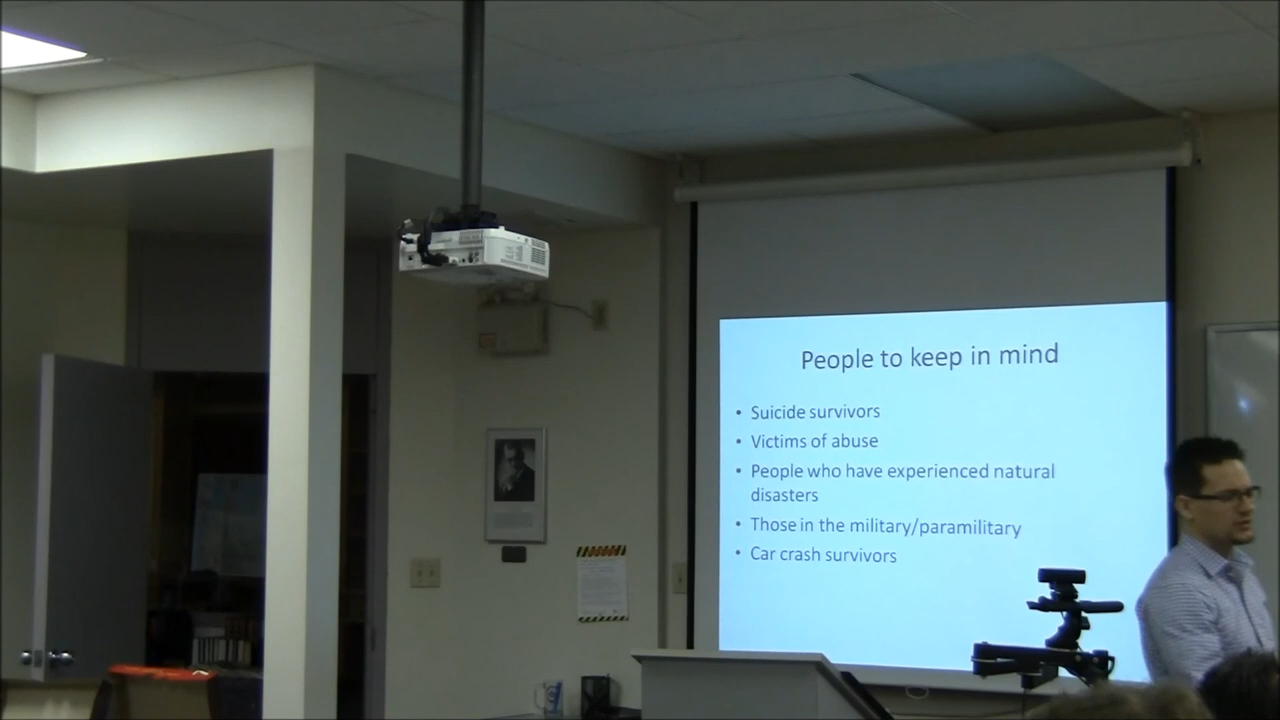 People to keep in mind
• Suicide survivors
• Victims of abuse
• People who have experienced natural
disasters
• Those in the military/paramilitary
• Car crash survivors